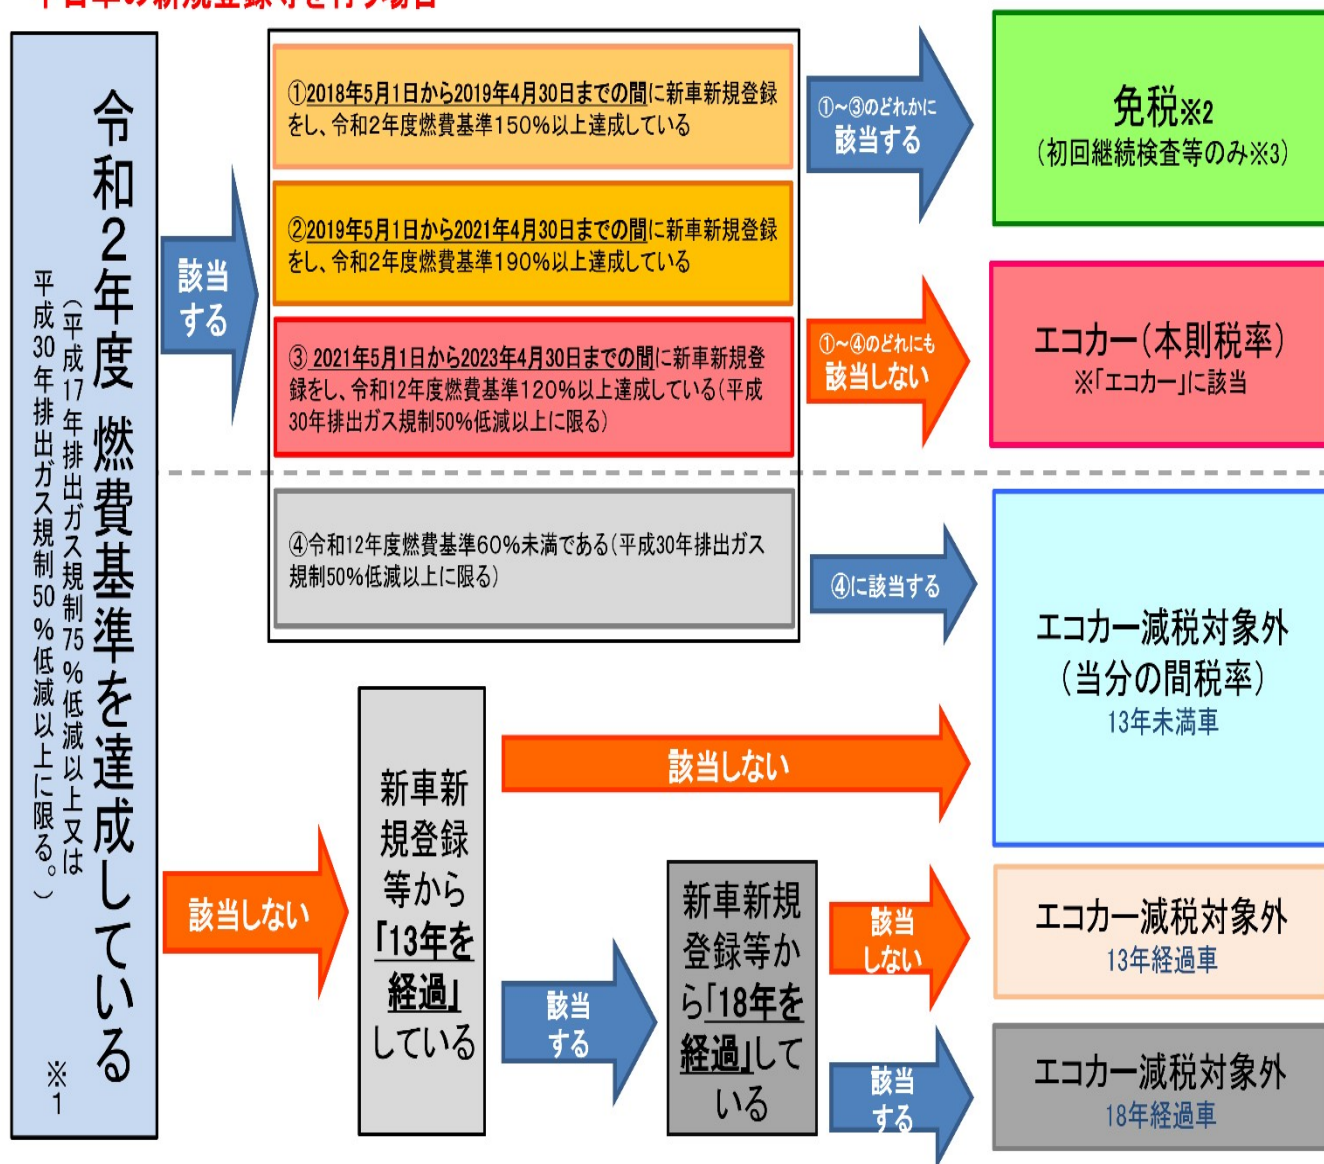 中古車の新規登録等を行う場合
令和2年度 燃費基準を達成している
(平成17年排出ガス規制75%低減以上又は
平成30年排出ガス規制50%低減以上に限る。)
※1
該当
する
①2018年5月1日から2019年4月30日までの間に新車新規登録
をし、令和2年度燃費基準150%以上達成している
②2019年5月1日から2021年4月30日までの間に新車新規登録
をし、令和2年度燃費基準190%以上達成している
③ 2021年5月1日から2023年4月30日までの間に新車新規登
録をし、令和12年度燃費基準120%以上達成している(平成
30年排出ガス規制50%低減以上に限る)
④令和12年度燃費基準60%未満である(平成30年排出ガス
規制50%低減以上に限る)
①~③のどれかに
該当する
免税※2
(初回継続検査等のみ※3)
①~④のどれにも
該当しない
エコカー(本則税率)
※「エコカー」に該当
④に該当する
エコカー減税対象外
(当分の間税率)
13年未満車
該当しない
新車新
規登録
等から
「13年を
経過」
している
該当しない
該当
する
新車新規
登録等か
ら「18年を
経過」して
いる
該当
しない
エコカー減税対象外
13年経過車
該当
する
エコカー減税対象外
18年経過車